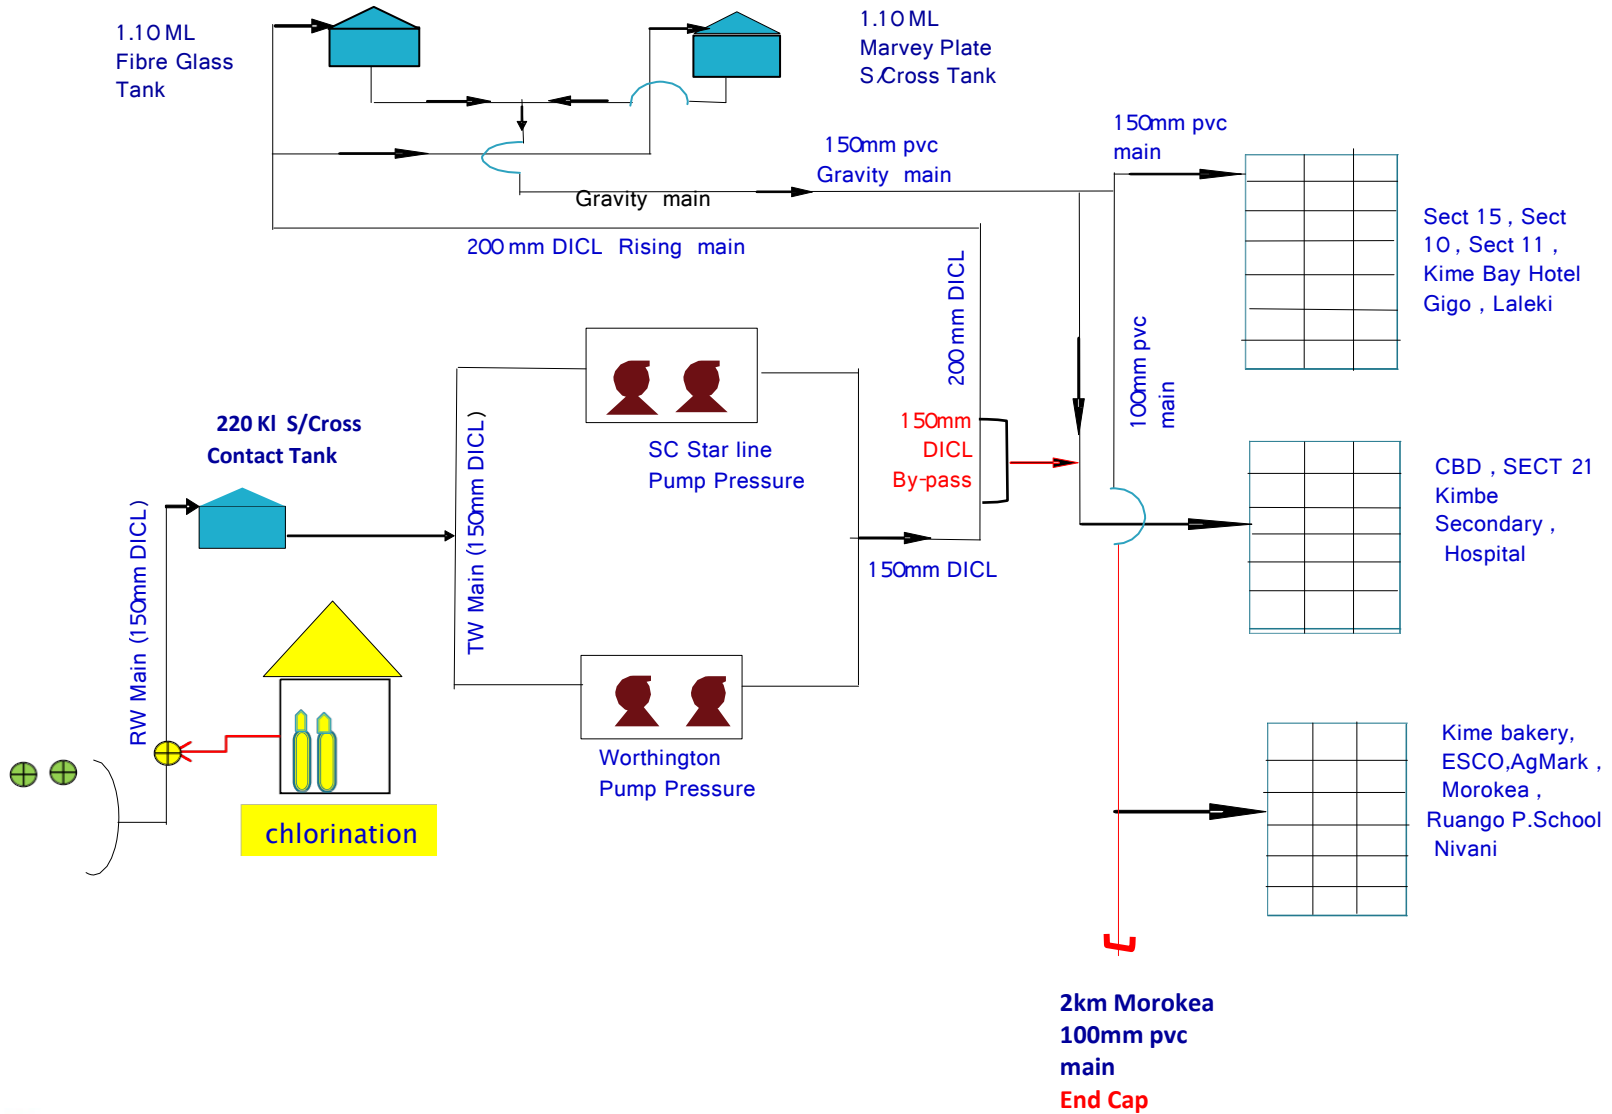 1.10 ML
Fibre Glass
Tank
1.10 ML
Marvey Plate
S/Cross Tank
150mm pvc
Gravity main
150mm pvc
main
Gravity main
200 mm DICL Rising main
Sect 15 , Sect
10 , Sect 11 ,
Kime Bay Hotel
Gigo , Laleki
200 mm DICL
100mm pvc
main
220 Kl S/Cross
Contact Tank
TW Main (150mm DICL)
SC Star line
Pump Pressure
150mm
DICL
By-pass
CBD , SECT 21
Kimbe
Secondary ,
Hospital
RW Main (150mm DICL)
150mm DICL
Worthington
Pump Pressure
chlorination
Kime bakery,
ESCO,AgMark ,
Morokea ,
Ruango P.School
Nivani
2km Morokea
100mm pvc
main
End Cap